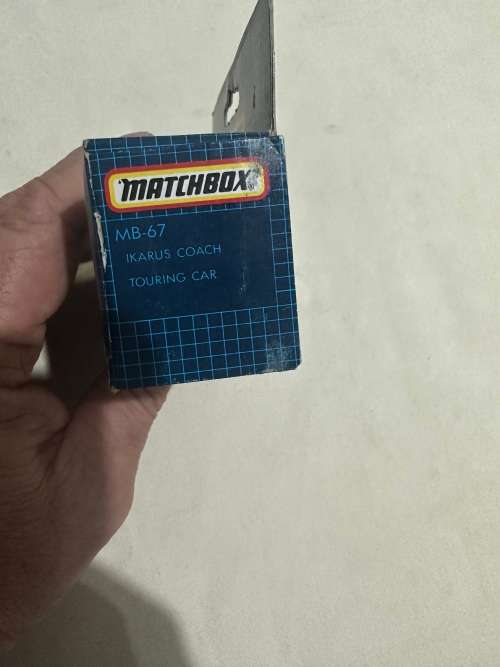 MATCHBOX
MB-67
IKARUS COACH
TOURING CAR